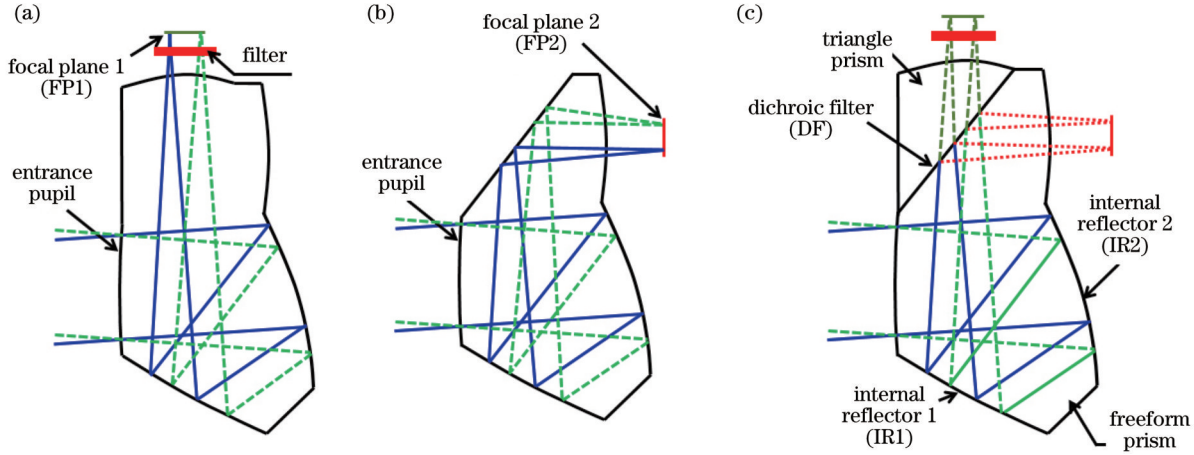 (a)
focal plane 1
(FP1)
filter
entrance
pupil
(b)
focal plane 2
(FP2)
entrance
pupil
(c)
triangle
prism
dichroic filter
(DF)
internal
reflector 2
(IR2)
internal
reflector 1
(IR1)
freeform
prism